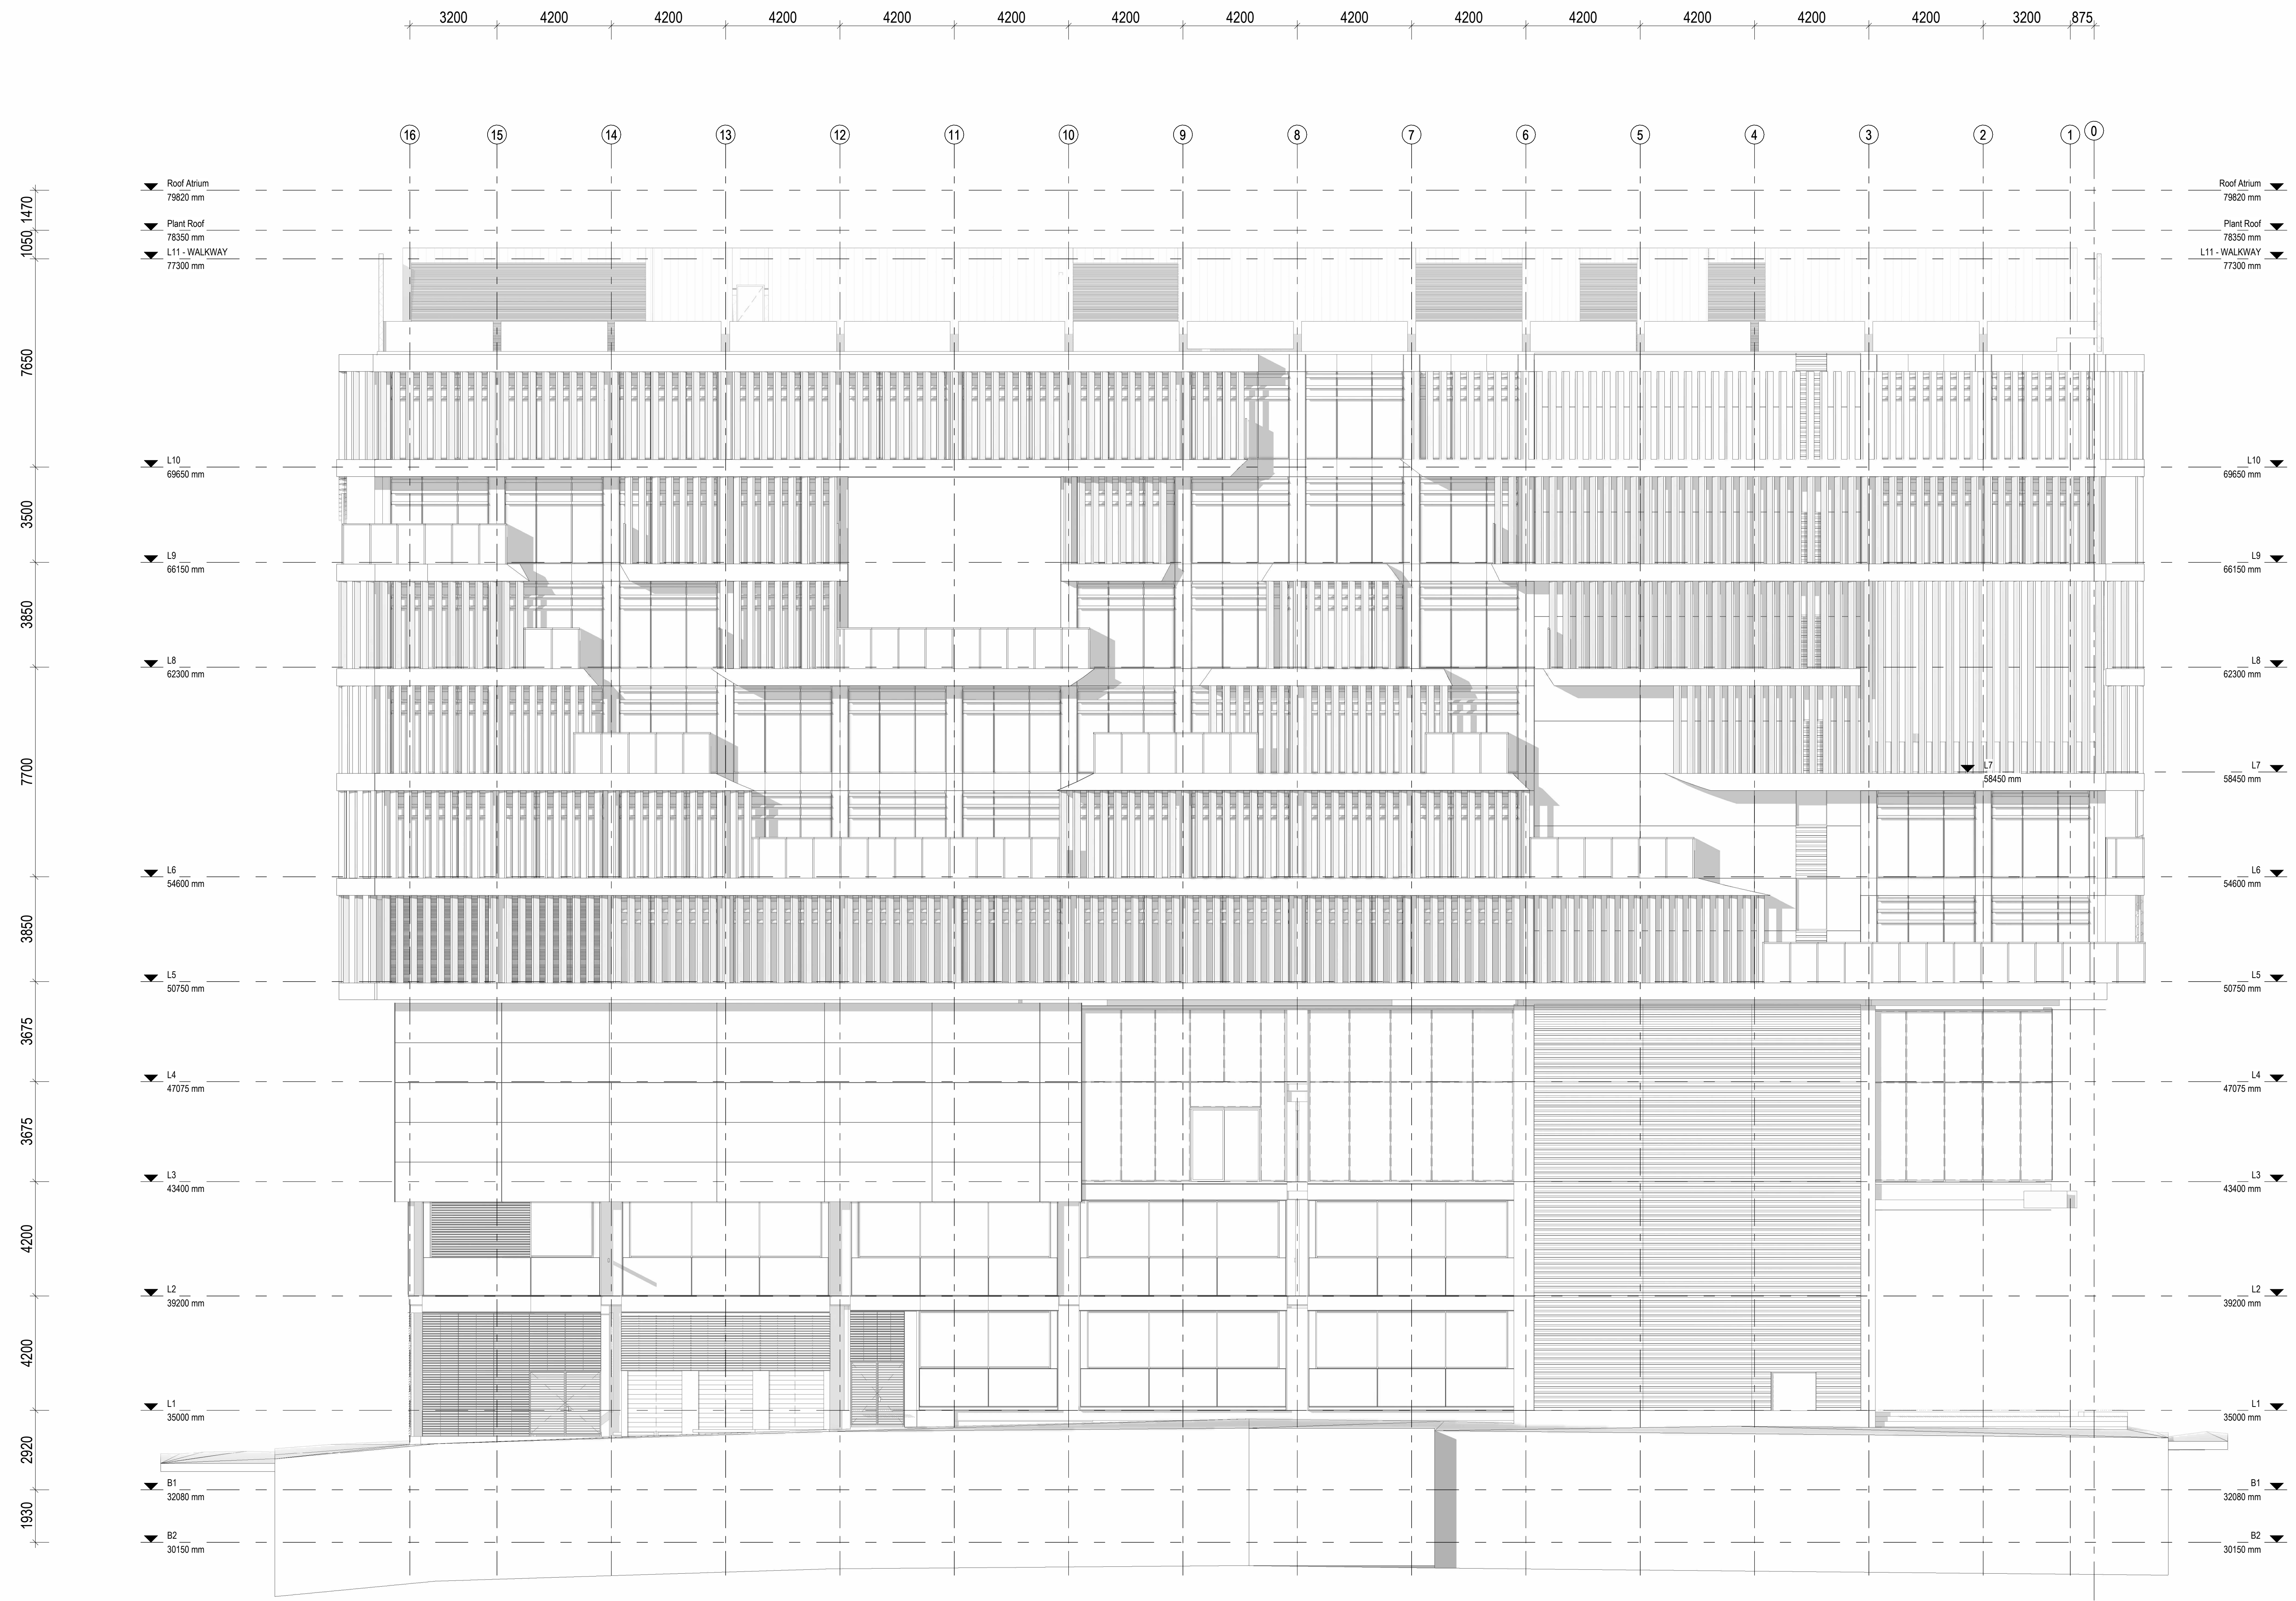 3200 4200 4200 4200 4200 4200 4200 4200 4200 4200 4200 4200 4200 4200 3200 875
16 15 14 13 12 11 10 9 8 7 6 5 4 3 2 1 0
Roof Atrium Roof Atrium
79820 mm 79820 mm
1470
Plant Roof Plant Roof
78350 mm 78350 mm
1050
L11 - WALKWAY L11 - WALKWAY
77300 mm 77300 mm
7650
L10 L10
69650 mm 69650 mm
3500
L9 L9
66150 mm 66150 mm
3850
L8 L8
62300 mm 62300 mm
7700
L7 L7
58450 mm 58450 mm
L6 L6
54600 mm 54600 mm
3850
L5 L5
50750 mm 50750 mm
3675
L4 L4
47075 mm 47075 mm
3675
L3 L3
43400 mm 43400 mm
4200
L2 L2
39200 mm 39200 mm
4200
L1 L1
35000 mm 35000 mm
2920
B1 B1
32080 mm 32080 mm
1930
B2 B2
30150 mm 30150 mm